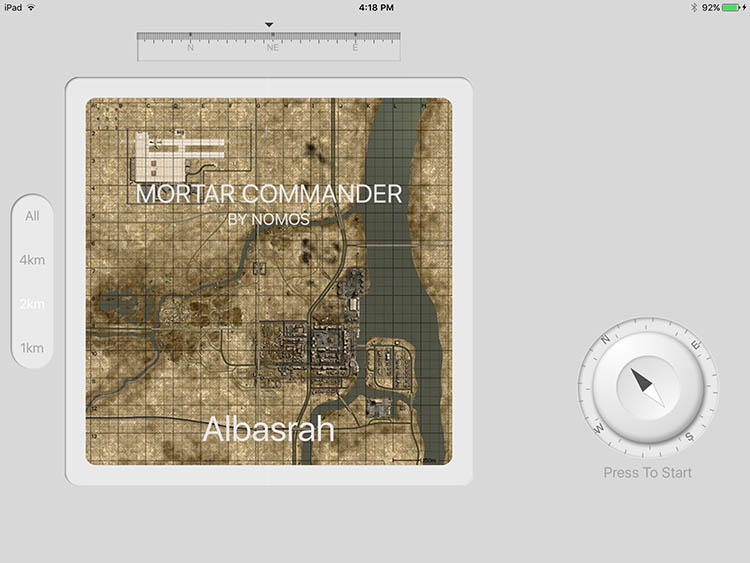 iPad 4:18 PM 92%
N NE E
MORTAR COMMANDER
BY NOMOS
All
4km
2km
1km
N E
W S
Albasrah
Press To Start